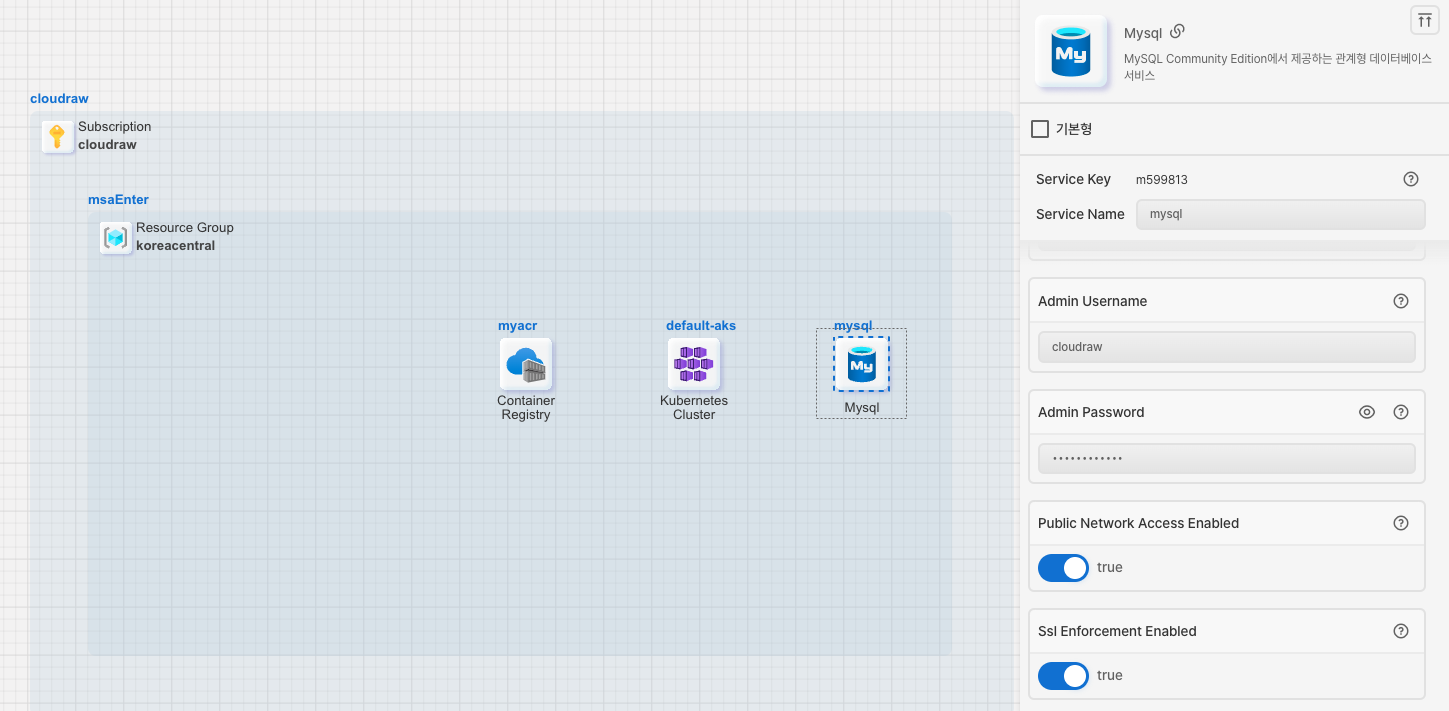 cloudraw
Subscription
cloudraw
msaEnter
Resource Group
koreacentral
myacr
Container
Registry
default-aks
Kubernetes
Cluster
mysql
My
Mysql
My
Mysql
MySQL Community Edition에서 제공하는 관계형 데이터베이스
서비스
기본형
Service Key m599813
Service Name mysql
Admin Username
cloudraw
Admin Password
••••••••••••
Public Network Access Enabled
true
Ssl Enforcement Enabled
true